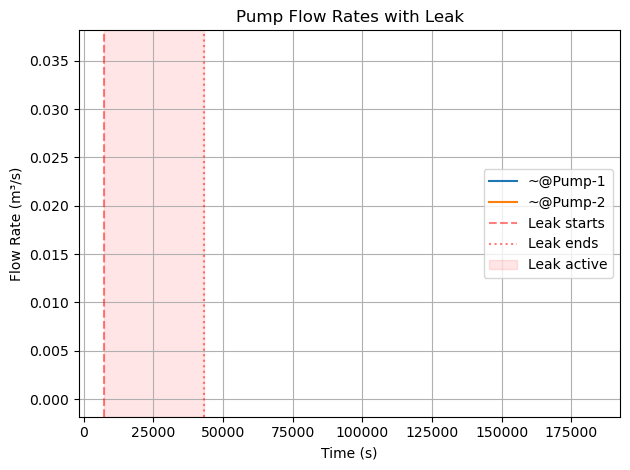 Pump Flow Rates with Leak
Flow Rate (m³/s)
0.035
0.030
0.025
0.020
0.015
0.010
0.005
0.000
~@Pump-1
~@Pump-2
Leak starts
Leak ends
Leak active
0 25000 50000 75000 100000 125000 150000 175000
Time (s)